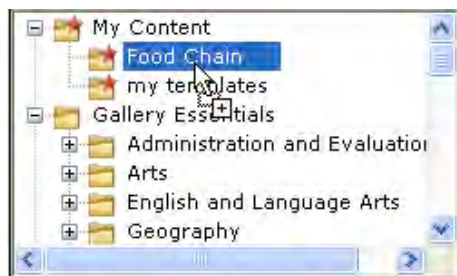 My Content
Food Chain
my templates
Gallery Essentials
Administration and Evaluation
Arts
English and Language Arts
Geography